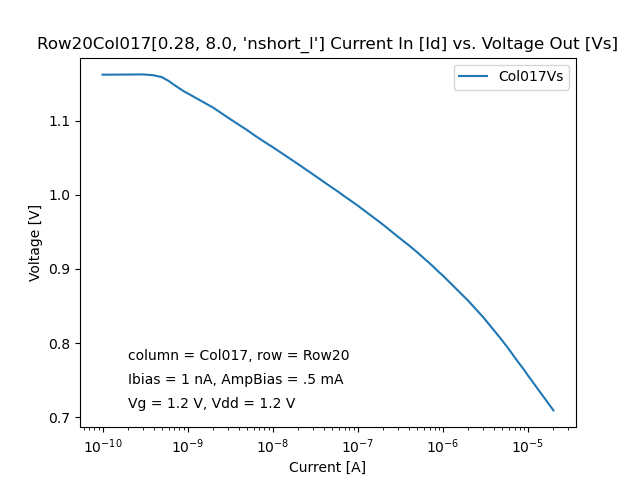 Row20Col017[0.28, 8.0, 'nshort_l'] Current In [Id] vs. Voltage Out [Vs]
Col017Vs
1.1
1.0
0.9
0.8
0.7
Voltage [V]
column = Col017, row = Row20
Ibias = 1 nA, AmpBias = .5 mA
Vg = 1.2 V, Vdd = 1.2 V
10⁻¹⁰ 10⁻⁹ 10⁻⁸ 10⁻⁷ 10⁻⁶ 10⁻⁵
Current [A]